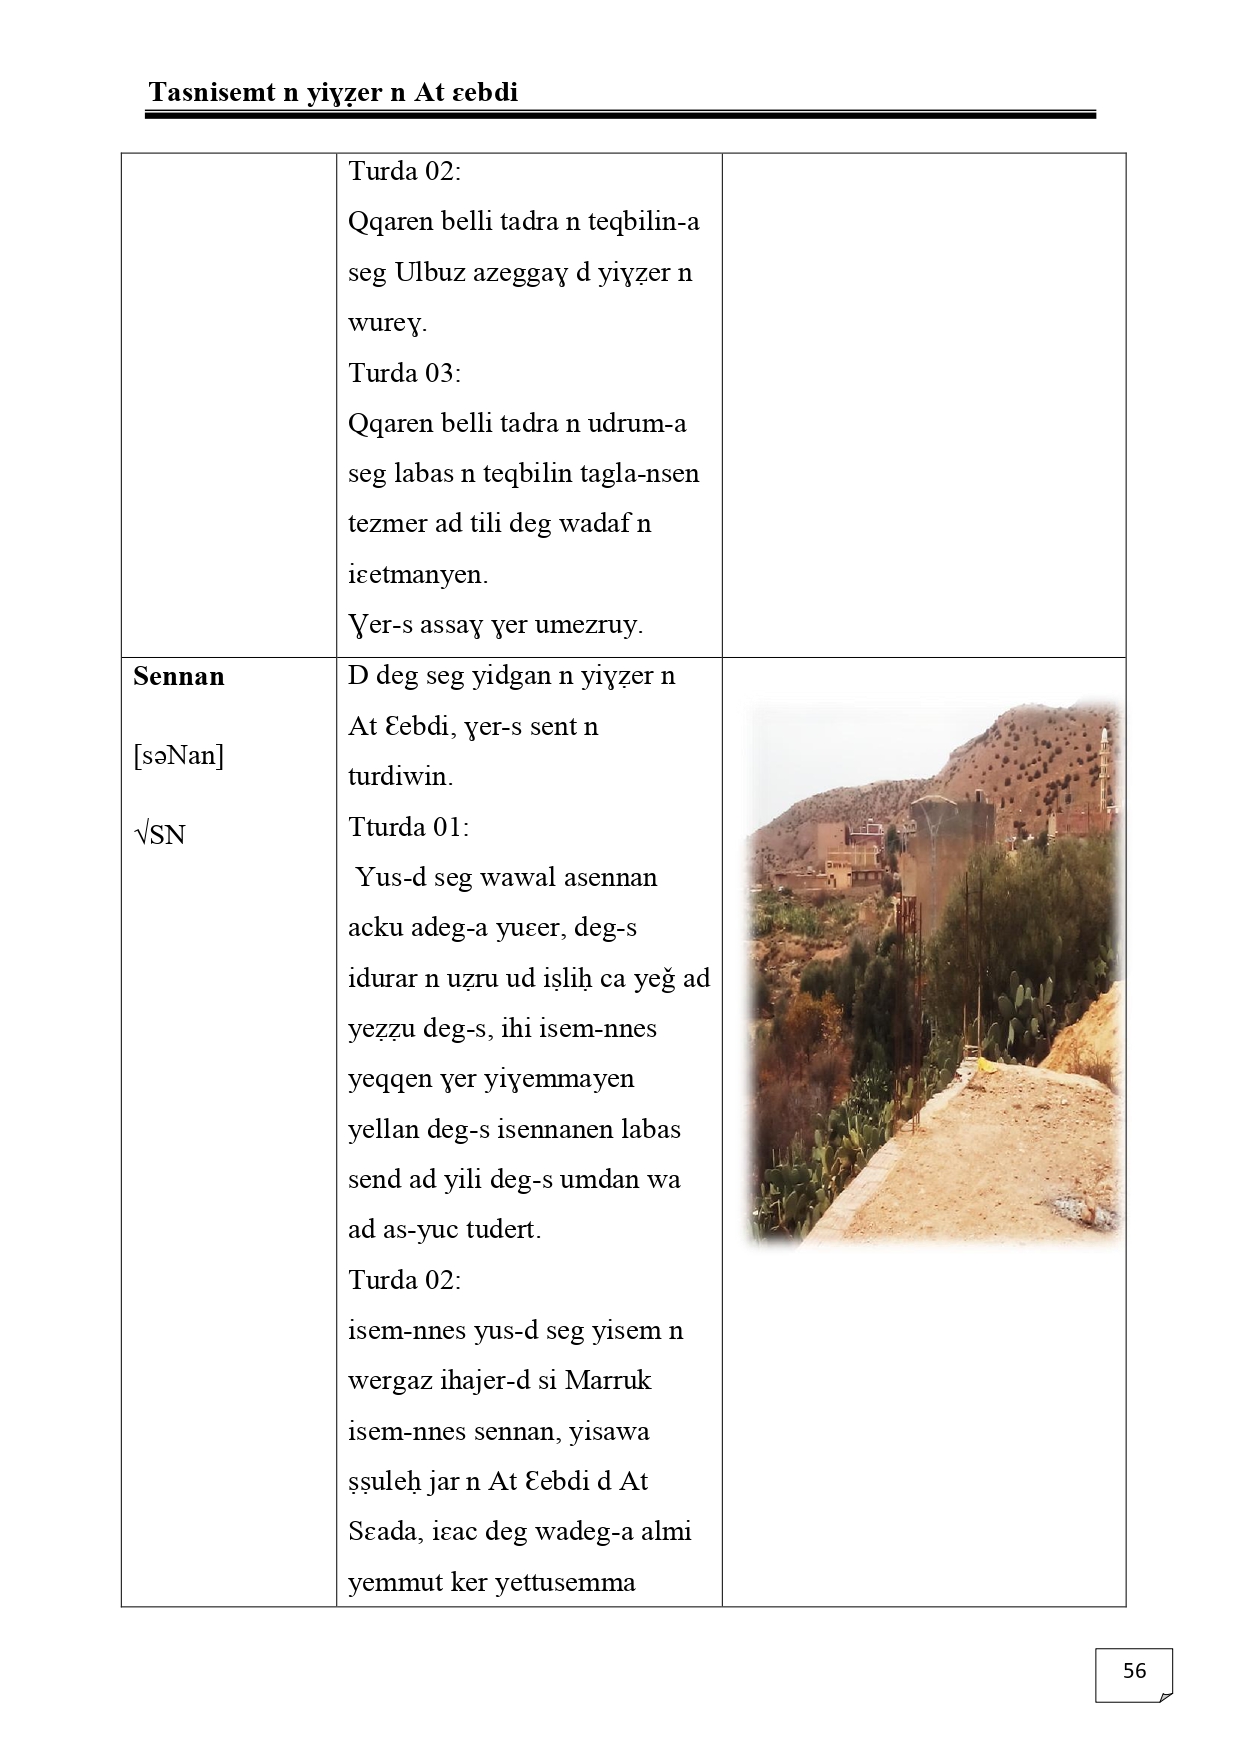 Tasnisemt n yiɣẓer n At ɛebdi
Turda 02:
Qqaren belli tadra n teqbilin-a
seg Ulbuz azeggaɣ d yiɣẓer n
wureɣ.
Turda 03:
Qqaren belli tadra n udrum-a
seg labas n teqbilin tagla-nsen
tezmer ad tili deg wadaf n
iɛetmanyen.
Ɣer-s assaɣ ɣer umezruy.
Sennan
[səNan]
√SN
D deg seg yidgan n yiɣẓer n
At Ɛebdi, ɣer-s sent n
turdiwin.
Tturda 01:
Yus-d seg wawal asennan
acku adeg-a yuɛer, deg-s
idurar n uẓru ud iṣliḥ ca yeǧ ad
yeẓẓu deg-s, ihi isem-nnes
yeqqen ɣer yiɣemmayen
yellan deg-s isennanen labas
send ad yili deg-s umdan wa
ad as-yuc tudert.
Turda 02:
isem-nnes yus-d seg yisem n
wergaz ihajer-d si Marruk
isem-nnes sennan, yisawa
ṣṣuleḥ jar n At Ɛebdi d At
Sɛada, iɛac deg wadeg-a almi
yemmut ker yettusemma
56